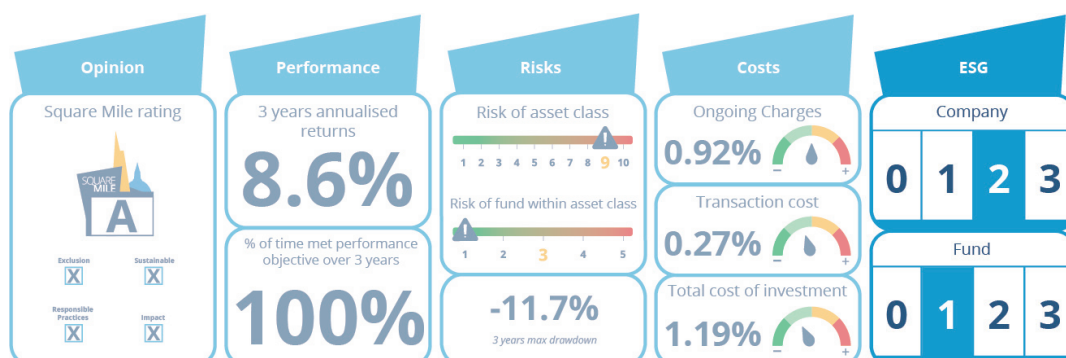 Opinion
Square Mile rating
SQUARE
MILE
A
Exclusion
X
Sustainable
X
Responsible
Practices
X
Impact
X
Performance
3 years annualised
returns
8.6%
% of time met performance
objective over 3 years
100%
Risks
Risk of asset class
!
1 2 3 4 5 6 7 8 9 10
Risk of fund within asset class
!
1 2 3 4 5
-11.7%
3 years max drawdown
Costs
Ongoing Charges
0.92%
− +
Transaction cost
0.27%
− +
Total cost of investment
1.19%
− +
ESG
Company
0 1 2 3
Fund
0 1 2 3